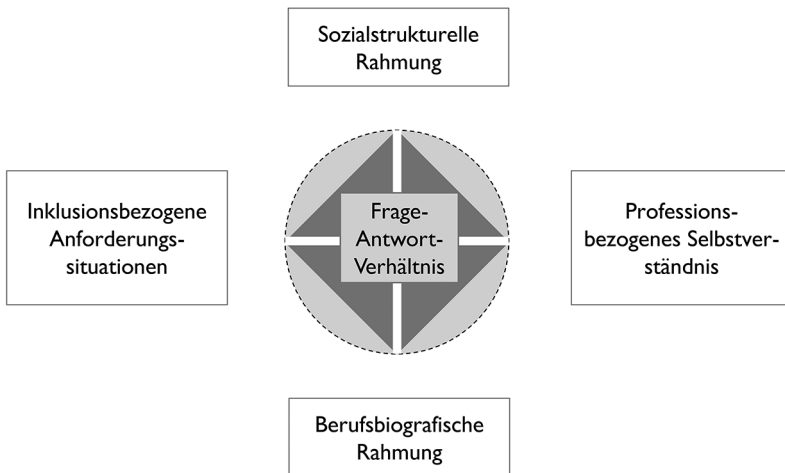 Sozialstrukturelle
Rahmung
Inklusionsbezogene
Anforderungs-
situationen
Frage-
Antwort-
Verhältnis
Professions-
bezogenes Selbstver-
ständnis
Berufsbiografische
Rahmung